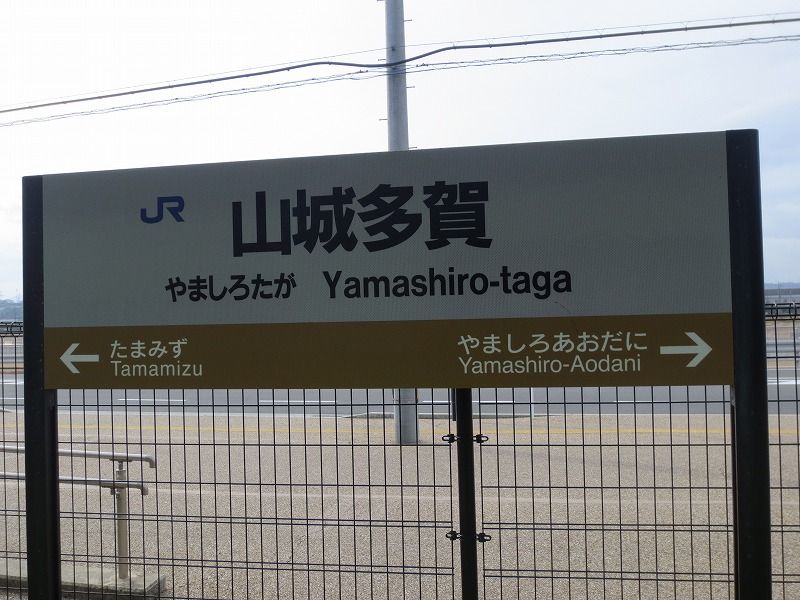 JR 山城多賀
やましろたが Yamashiro-taga
← たまみず やましろあおだに →
Tamamizu Yamashiro-Aodani